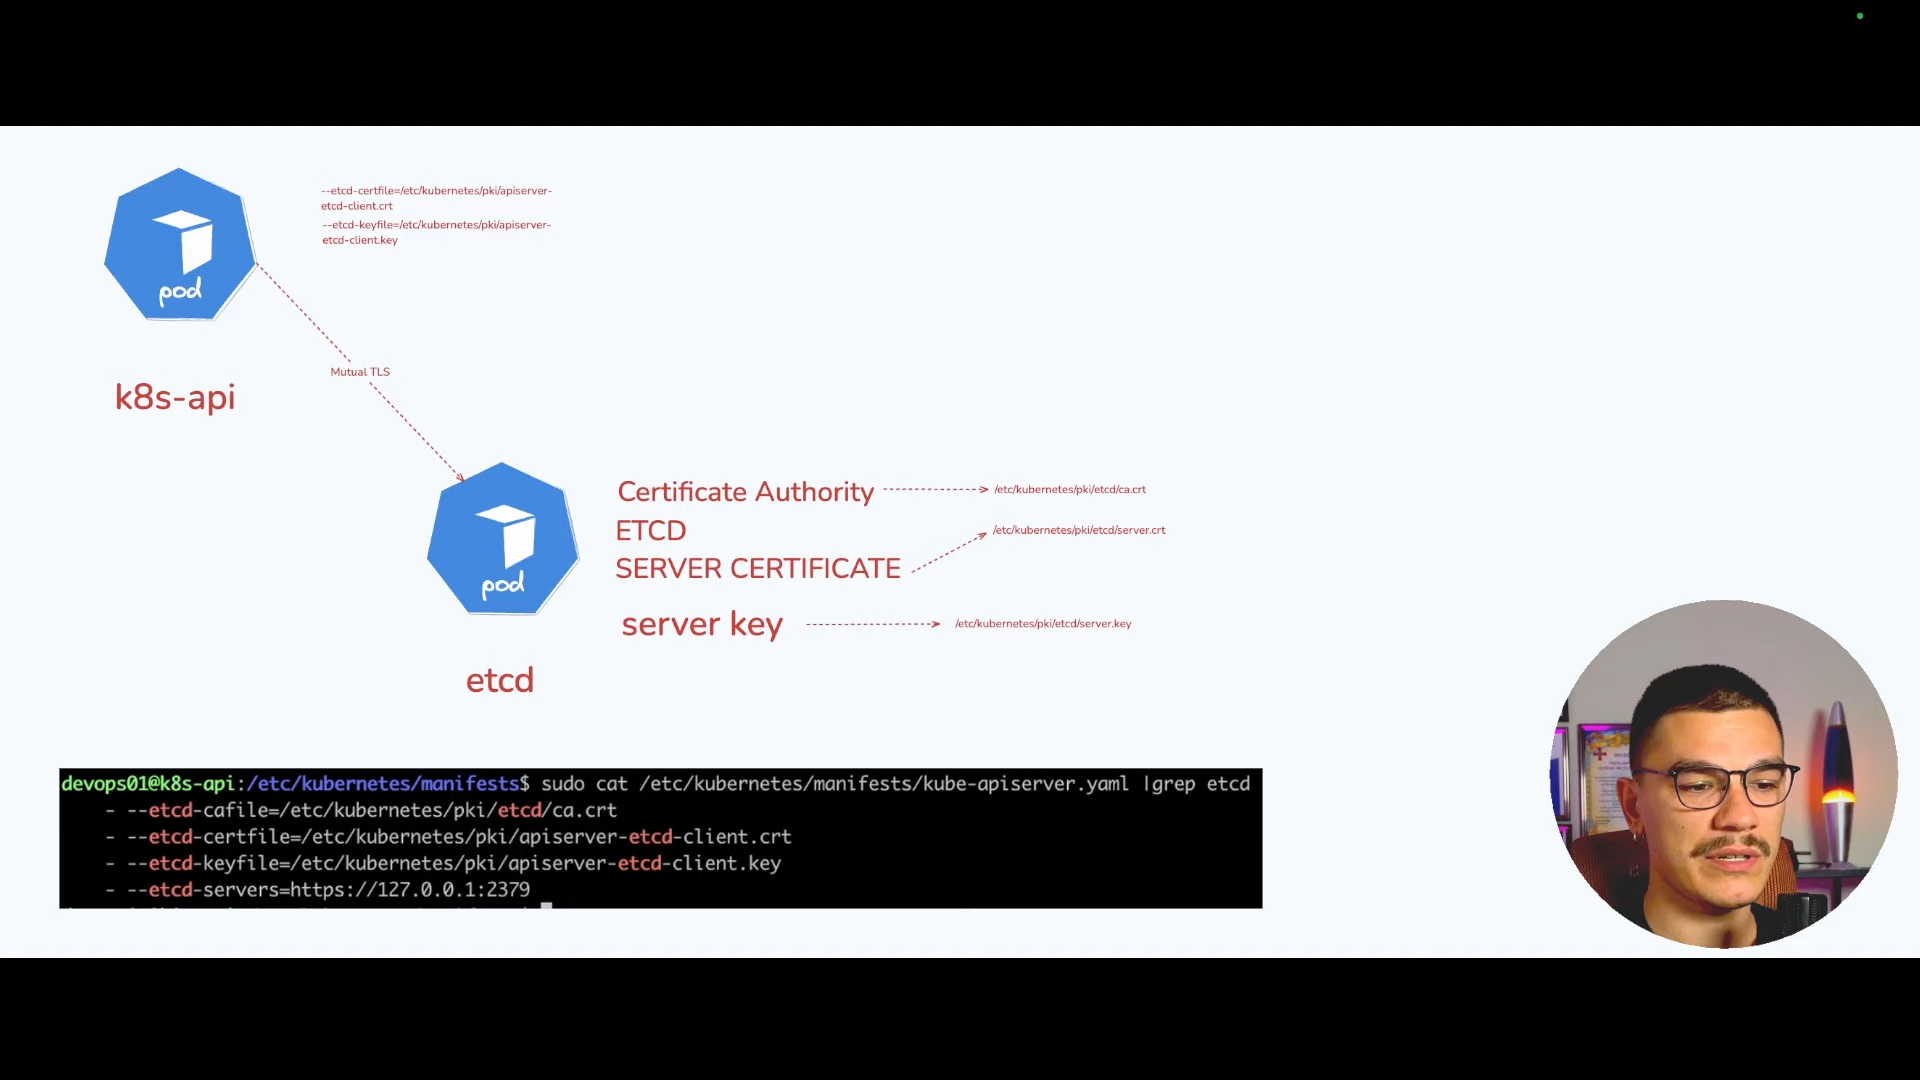 --etcd-certfile=/etc/kubernetes/pki/apiserver-
etcd-client.crt
--etcd-keyfile=/etc/kubernetes/pki/apiserver-
etcd-client.key
pod
k8s-api
Mutual TLS
pod
etcd
Certificate Authority
/etc/kubernetes/pki/etcd/ca.crt
ETCD
SERVER CERTIFICATE
/etc/kubernetes/pki/etcd/server.crt
server key
/etc/kubernetes/pki/etcd/server.key
devops01@k8s-api:/etc/kubernetes/manifests$ sudo cat /etc/kubernetes/manifests/kube-apiserver.yaml |grep etcd
- --etcd-cafile=/etc/kubernetes/pki/etcd/ca.crt
- --etcd-certfile=/etc/kubernetes/pki/apiserver-etcd-client.crt
- --etcd-keyfile=/etc/kubernetes/pki/apiserver-etcd-client.key
- --etcd-servers=https://127.0.0.1:2379